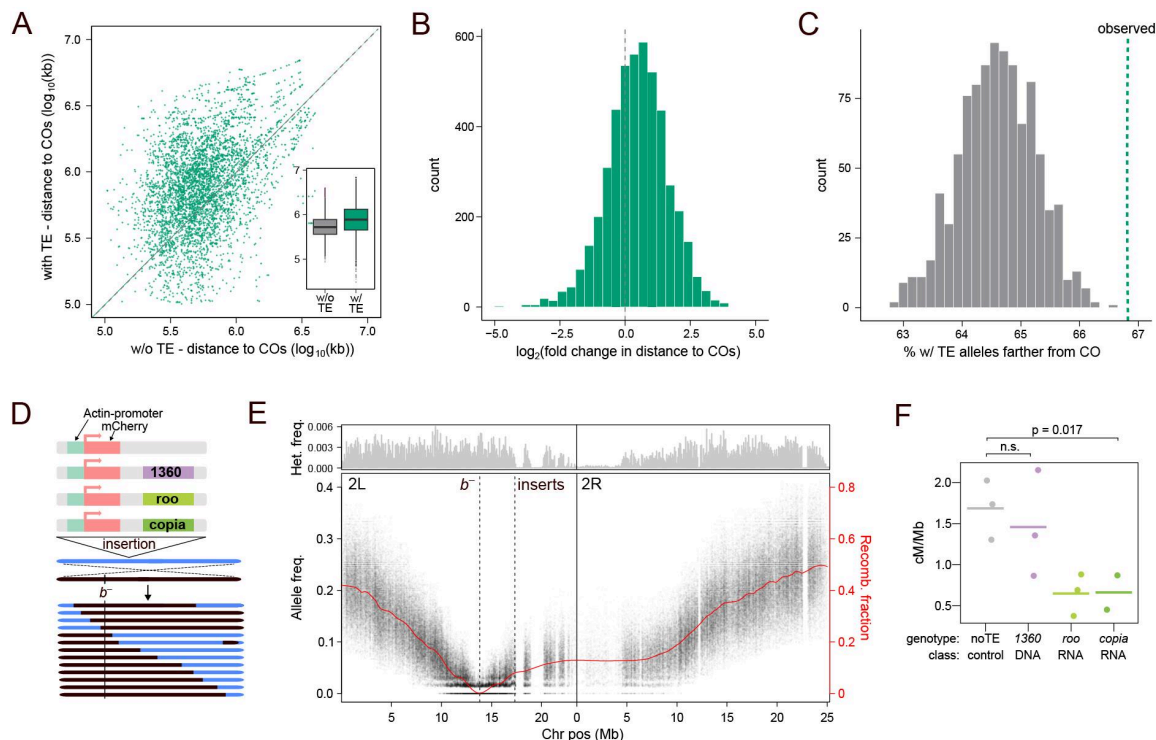 A
with TE - distance to COs (log10(kb))
7.0
6.5
6.0
5.5
5.0
5.0 5.5 6.0 6.5 7.0
w/o TE - distance to COs (log10(kb))
7
6
5
w/o TE
w/ TE
B
count
600
400
200
0
−5.0 −2.5 0.0 2.5 5.0
log2(fold change in distance to COs)
C
observed
count
75
50
25
0
63 64 65 66 67
% w/ TE alleles farther from CO
D
Actin-promoter
mCherry
1360
roo
copia
insertion
b−
E
Het. freq.
0.006
0.003
0.000
2L b− inserts 2R
Allele freq.
0.4
0.3
0.2
0.1
0.0
Recomb. fraction
0.8
0.6
0.4
0.2
0
5 10 15 20 0 5 10 15 20 25
Chr pos (Mb)
F
p = 0.017
n.s.
cM/Mb
2.0
1.5
1.0
0.5
genotype: noTE 1360 roo copia
class: control DNA RNA RNA